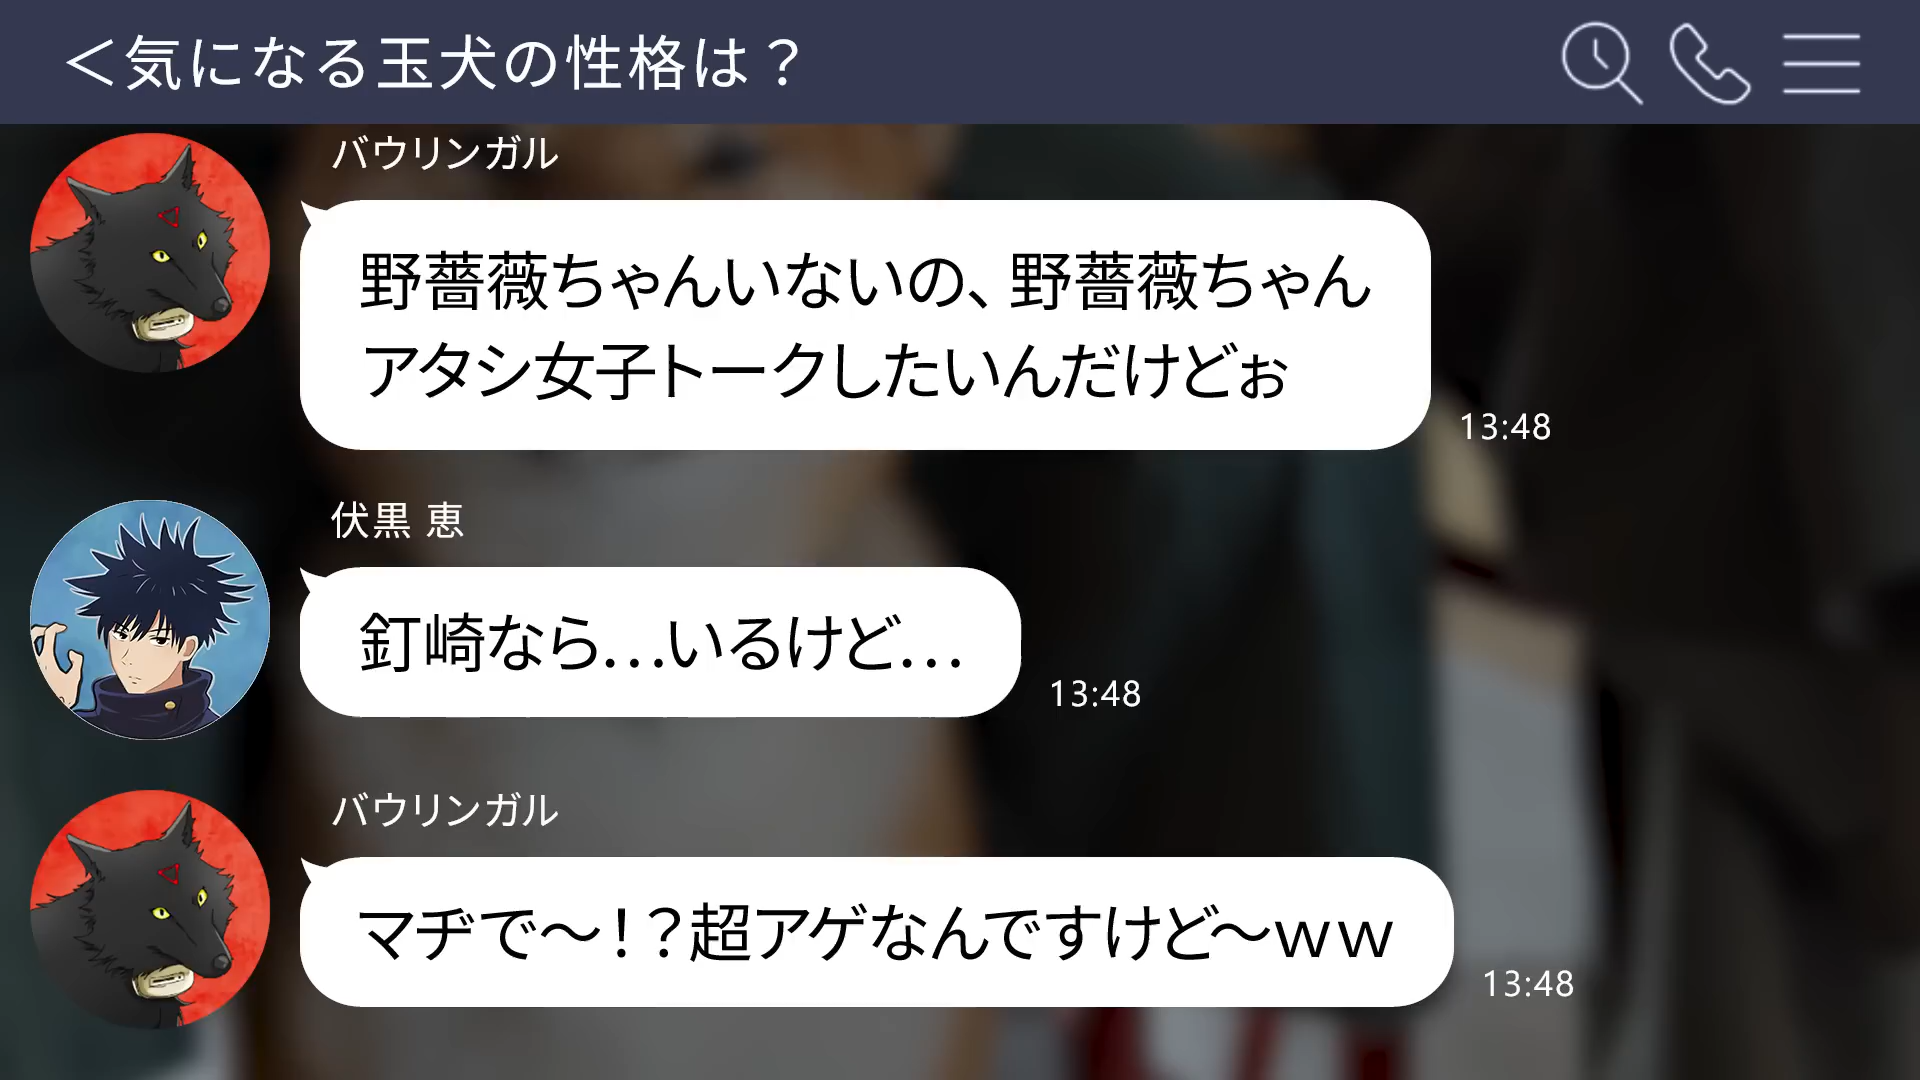 ＜気になる玉犬の性格は？
バウリンガル
野薔薇ちゃんいないの、野薔薇ちゃん
アタシ女子トークしたいんだけどぉ
13:48
伏黒 恵
釘崎なら…いるけど…
13:48
バウリンガル
マヂで～！？超アゲなんですけど～ｗｗ
13:48